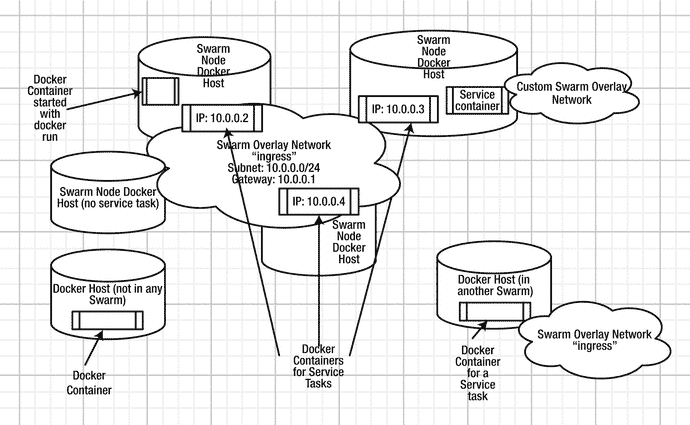 Swarm
Node
Docker
Host
Docker
Container
started
with
docker
run
IP: 10.0.0.2
Swarm
Node
Docker
Host
IP: 10.0.0.3
Service
container
Custom Swarm Overlay
Network
Swarm Overlay Network
“ingress”
Subnet: 10.0.0.0/24
Gateway: 10.0.0.1
IP: 10.0.0.4
Swarm
Node
Docker
Host
Swarm Node Docker
Host (no service task)
Docker Host (not in any
Swarm)
Docker
Container
Docker
Containers
for Service
Tasks
Docker Host (in
another Swarm)
Docker
Container
for a
Service
task
Swarm Overlay Network
“ingress”